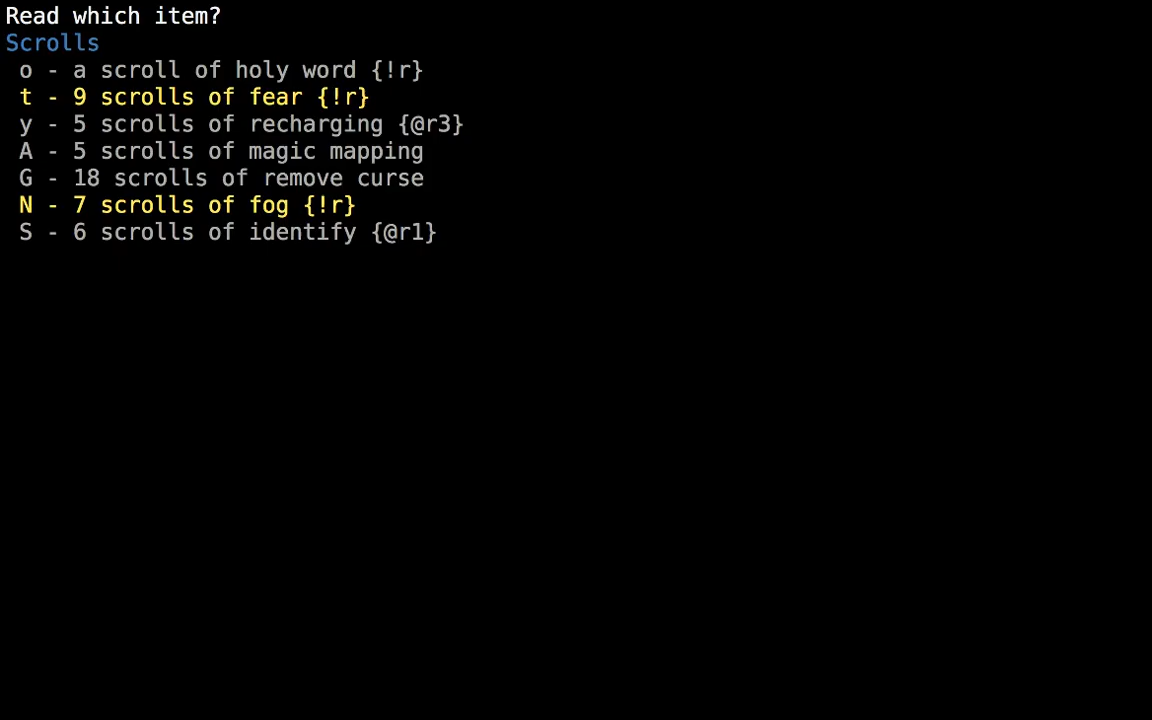 Read which item?
Scrolls
o - a scroll of holy word {!r}
t - 9 scrolls of fear {!r}
y - 5 scrolls of recharging {@r3}
A - 5 scrolls of magic mapping
G - 18 scrolls of remove curse
N - 7 scrolls of fog {!r}
S - 6 scrolls of identify {@r1}